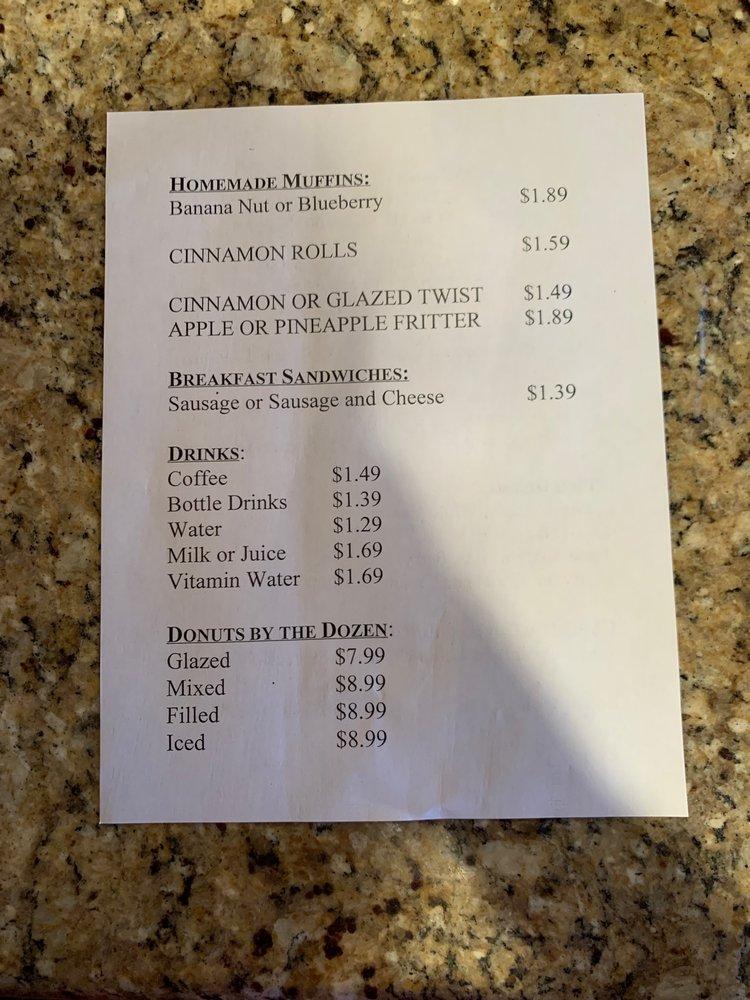 HOMEMADE MUFFINS:
Banana Nut or Blueberry $1.89
CINNAMON ROLLS $1.59
CINNAMON OR GLAZED TWIST $1.49
APPLE OR PINEAPPLE FRITTER $1.89
BREAKFAST SANDWICHES:
Sausage or Sausage and Cheese $1.39
DRINKS:
Coffee $1.49
Bottle Drinks $1.39
Water $1.29
Milk or Juice $1.69
Vitamin Water $1.69
DONUTS BY THE DOZEN:
Glazed $7.99
Mixed $8.99
Filled $8.99
Iced $8.99